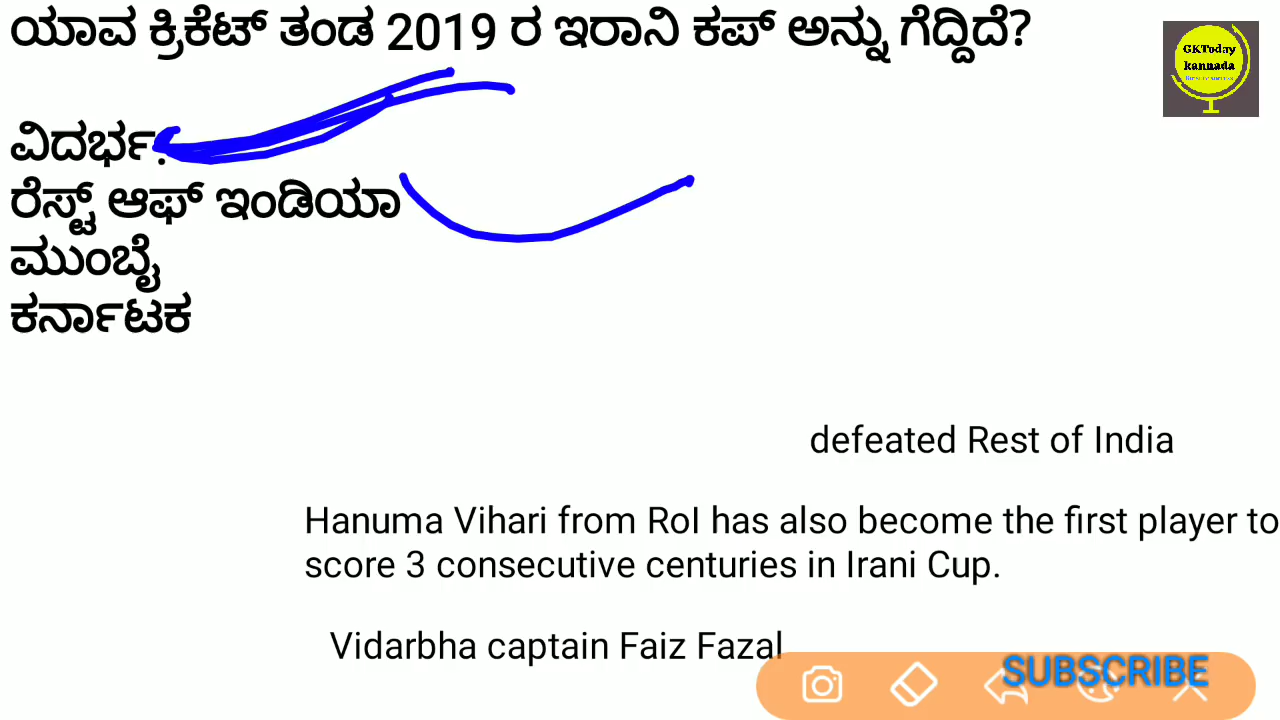 ಯಾವ ಕ್ರಿಕೆಟ್ ತಂಡ 2019 ರ ಇರಾನಿ ಕಪ್ ಅನ್ನು ಗೆದ್ದಿದೆ?
GKToday
kannada
ವಿದರ್ಭ.
ರೆಸ್ಟ್ ಆಫ್ ಇಂಡಿಯಾ
ಮುಂಬೈ
ಕರ್ನಾಟಕ
defeated Rest of India
Hanuma Vihari from RoI has also become the first player to
score 3 consecutive centuries in Irani Cup.
Vidarbha captain Faiz Fazal
SUBSCRIBE